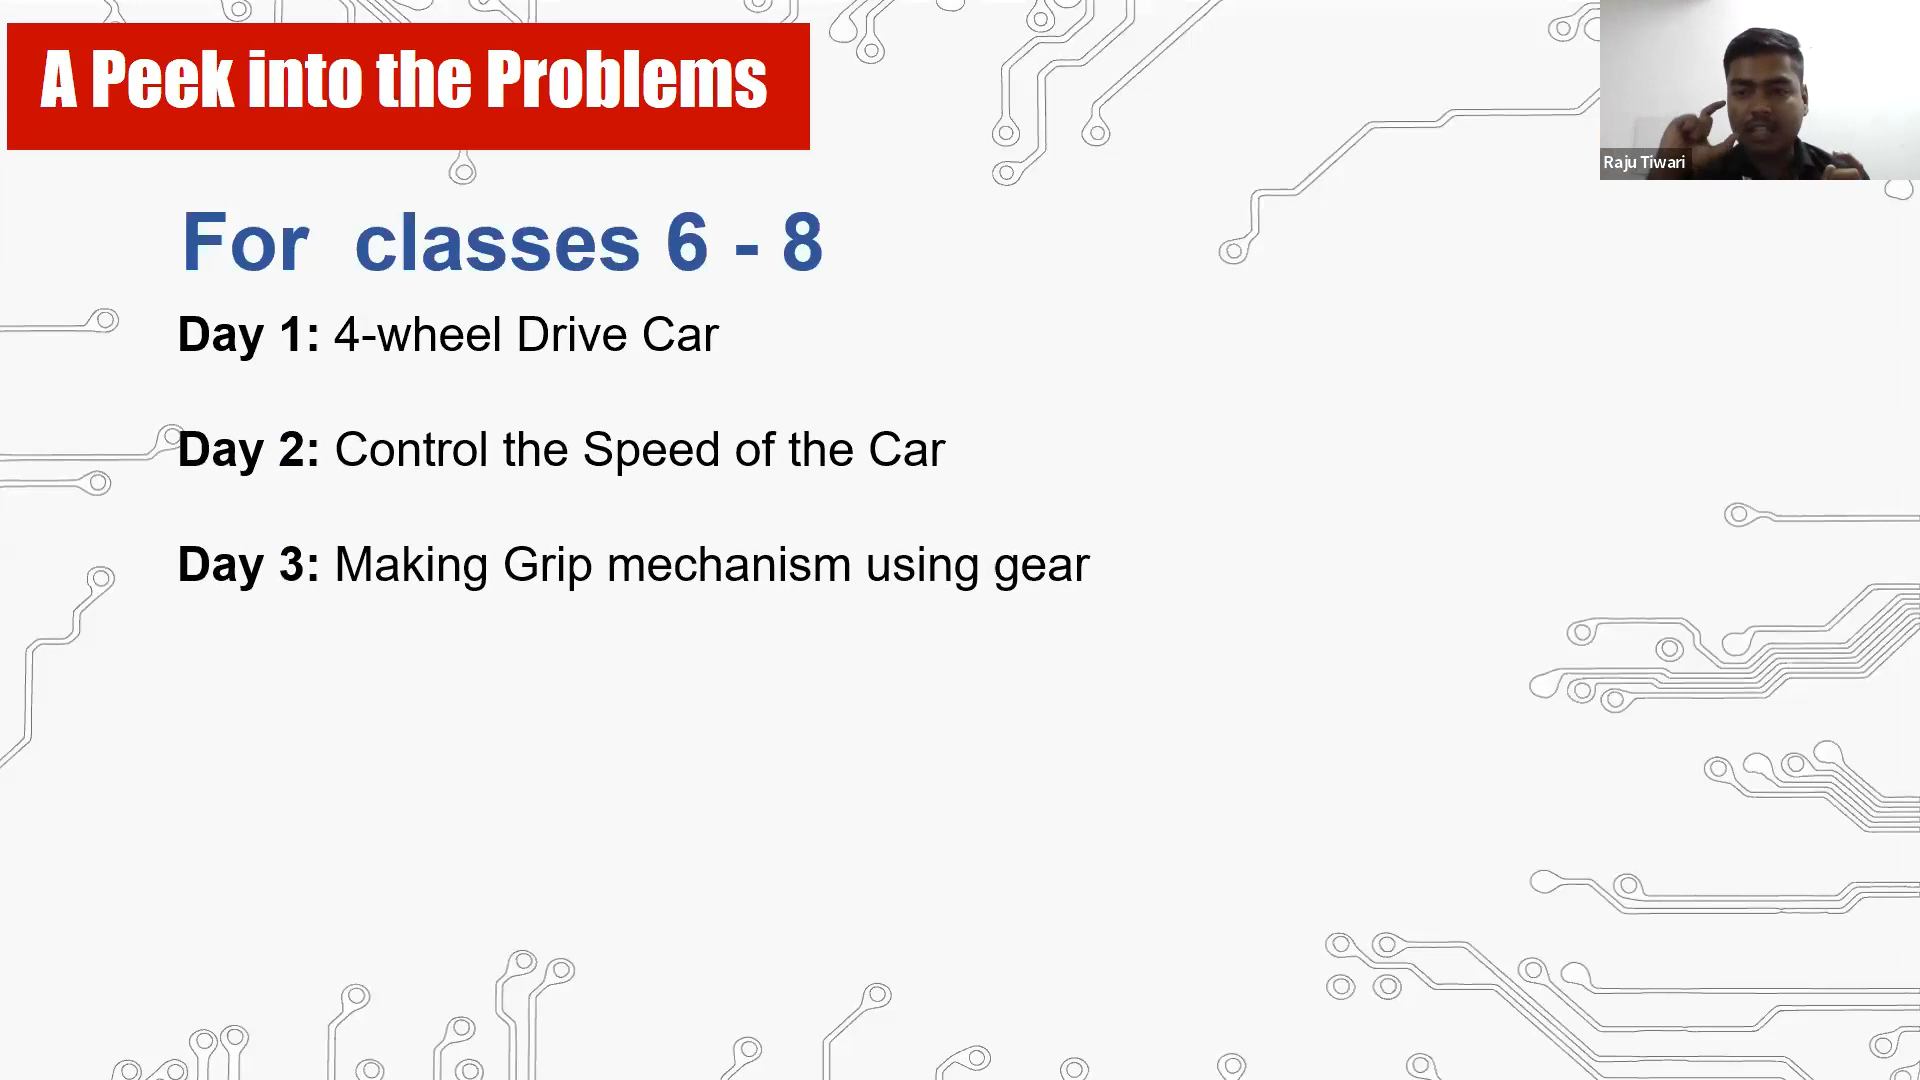 A Peek into the Problems
Raju Tiwari
For classes 6 - 8
Day 1: 4-wheel Drive Car
Day 2: Control the Speed of the Car
Day 3: Making Grip mechanism using gear